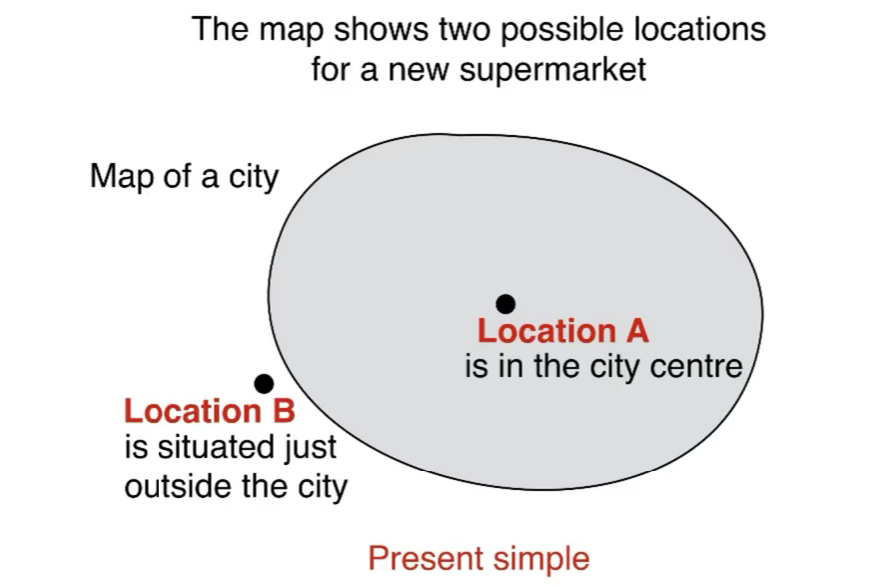 The map shows two possible locations
for a new supermarket
Map of a city
Location A
is in the city centre
Location B
is situated just
outside the city
Present simple